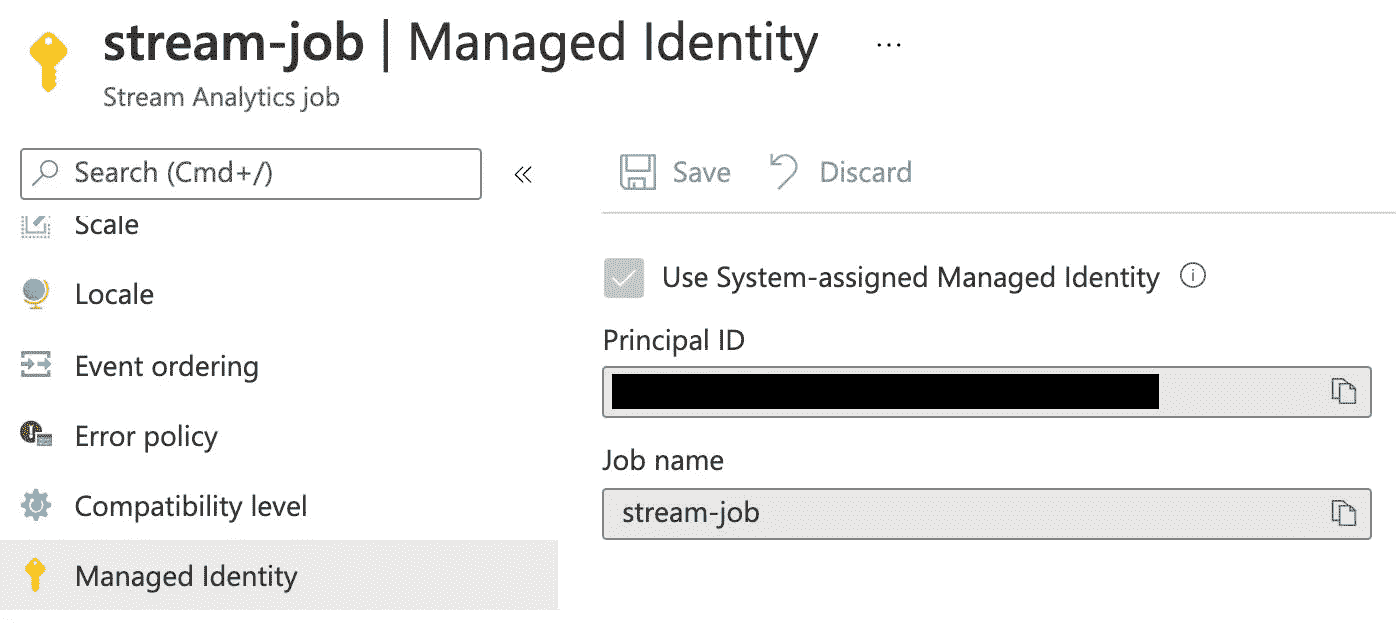 stream-job | Managed Identity ...
Stream Analytics job
Search (Cmd+/)
«
Save
Discard
Scale
Locale
Event ordering
Error policy
Compatibility level
Managed Identity
Use System-assigned Managed Identity
Principal ID
Job name
stream-job